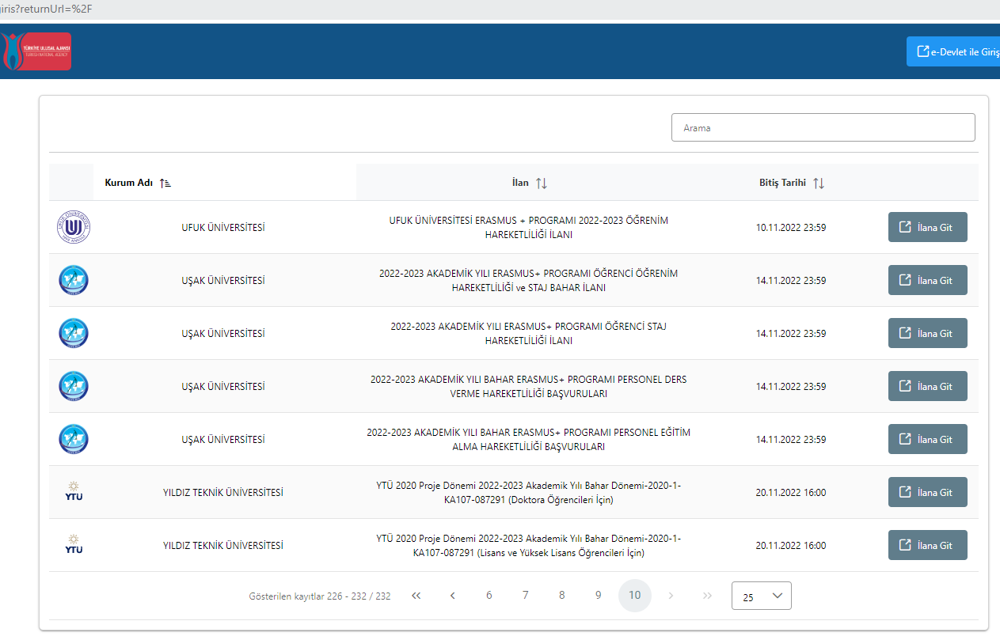 giris?returnUrl=%2F
TÜRKİYE ULUSAL AJANSI
TURKISH NATIONAL AGENCY
e-Devlet ile Giriş
Arama
Kurum Adı İlan Bitiş Tarihi
UFUK ÜNİVERSİTESİ
UFUK ÜNİVERSİTESİ ERASMUS + PROGRAMI 2022-2023 ÖĞRENİM
HAREKETLİLİĞİ İLANI
10.11.2022 23:59
İlana Git
UŞAK ÜNİVERSİTESİ
2022-2023 AKADEMİK YILI ERASMUS+ PROGRAMI ÖĞRENCİ ÖĞRENİM
HAREKETLİLİĞİ ve STAJ BAHAR İLANI
14.11.2022 23:59
İlana Git
UŞAK ÜNİVERSİTESİ
2022-2023 AKADEMİK YILI ERASMUS+ PROGRAMI ÖĞRENCİ STAJ
HAREKETLİLİĞİ İLANI
14.11.2022 23:59
İlana Git
UŞAK ÜNİVERSİTESİ
2022-2023 AKADEMİK YILI BAHAR ERASMUS+ PROGRAMI PERSONEL DERS
VERME HAREKETLİLİĞİ BAŞVURULARI
14.11.2022 23:59
İlana Git
UŞAK ÜNİVERSİTESİ
2022-2023 AKADEMİK YILI BAHAR ERASMUS+ PROGRAMI PERSONEL EĞİTİM
ALMA HAREKETLİLİĞİ BAŞVURULARI
14.11.2022 23:59
İlana Git
YTÜ
YILDIZ TEKNİK ÜNİVERSİTESİ
YTÜ 2020 Proje Dönemi 2022-2023 Akademik Yılı Bahar Dönemi-2020-1-
KA107-087291 (Doktora Öğrencileri İçin)
20.11.2022 16:00
İlana Git
YTÜ
YILDIZ TEKNİK ÜNİVERSİTESİ
YTÜ 2020 Proje Dönemi 2022-2023 Akademik Yılı Bahar Dönemi-2020-1-
KA107-087291 (Lisans ve Yüksek Lisans Öğrencileri İçin)
20.11.2022 16:00
İlana Git
Gösterilen kayıtlar 226 - 232 / 232 « ‹ 6 7 8 9 10 › » 25